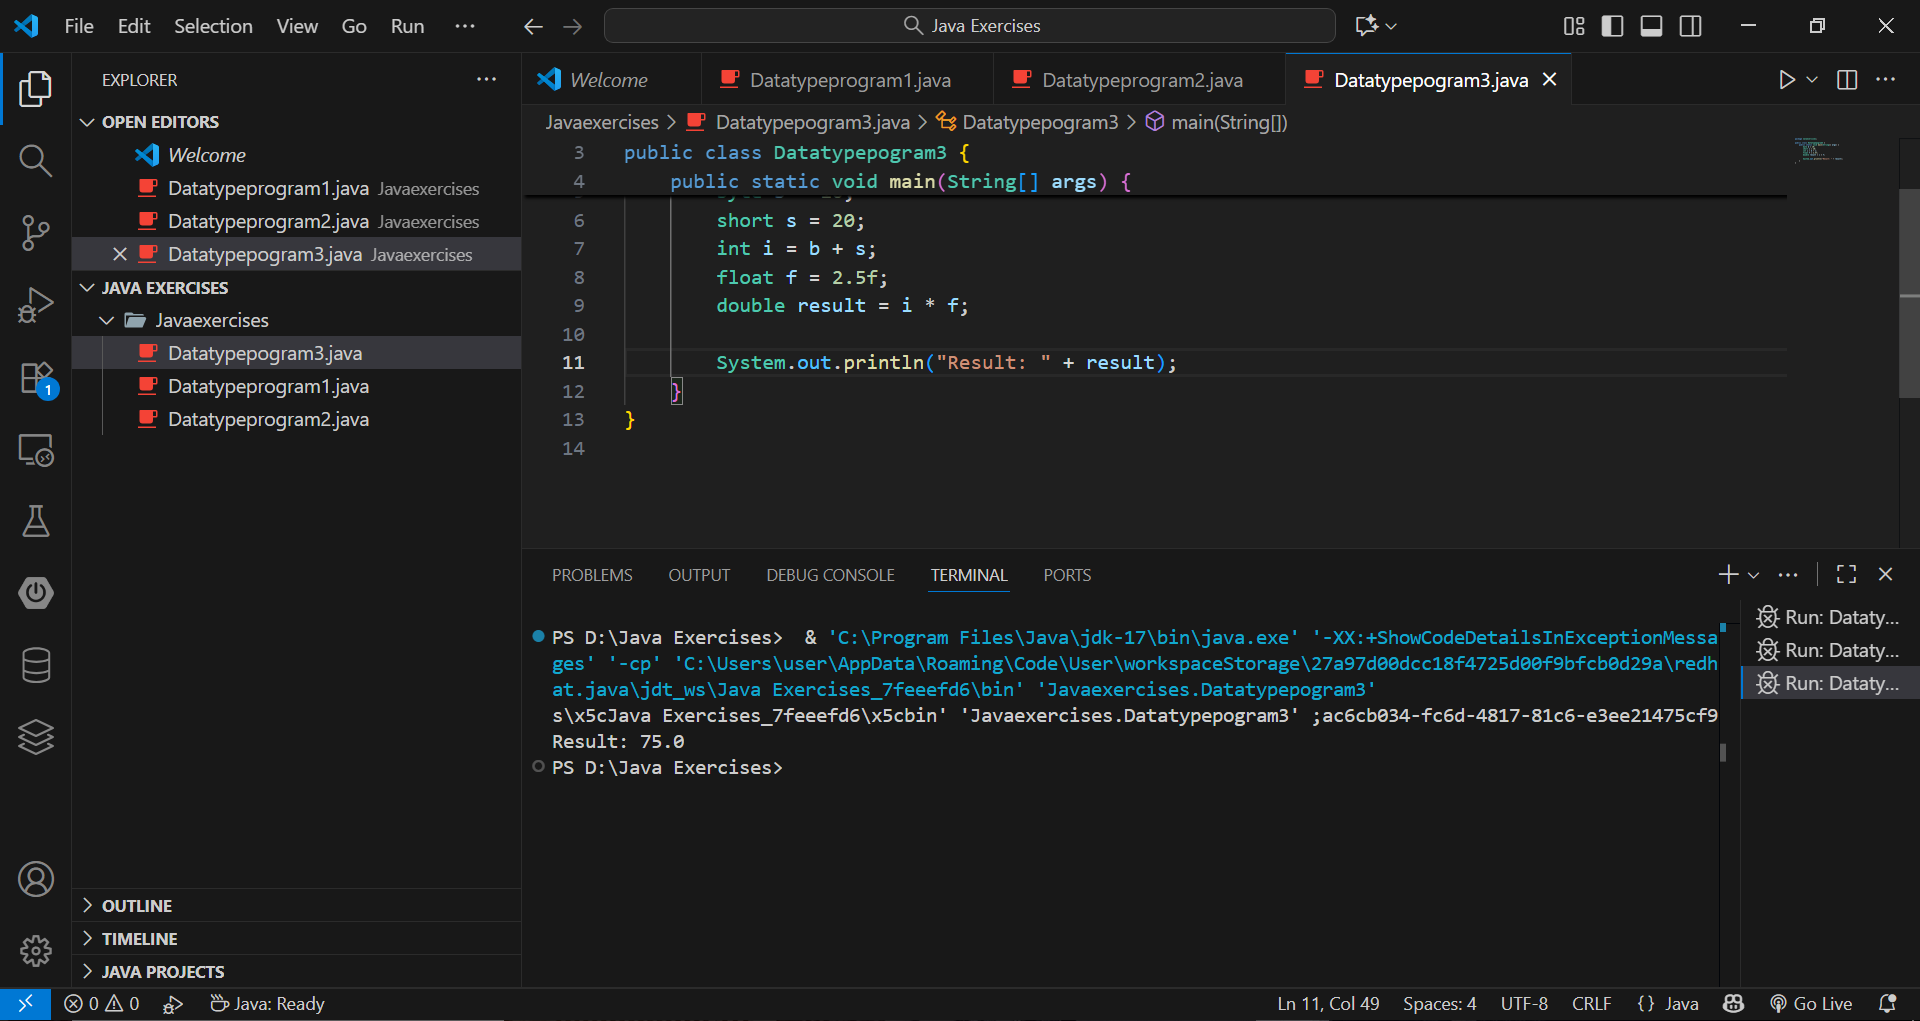 File Edit Selection View Go Run ···
Java Exercises
EXPLORER
OPEN EDITORS
Welcome
Datatypeprogram1.java Javaexercises
Datatypeprogram2.java Javaexercises
Datatypepogram3.java Javaexercises
JAVA EXERCISES
Javaexercises
Datatypepogram3.java
Datatypeprogram1.java
Datatypeprogram2.java
OUTLINE
TIMELINE
JAVA PROJECTS
1
Welcome Datatypeprogram1.java Datatypeprogram2.java Datatypepogram3.java
Javaexercises > Datatypepogram3.java > Datatypepogram3 > main(String[])
3 public class Datatypepogram3 {
4 public static void main(String[] args) {
6 short s = 20;
7 int i = b + s;
8 float f = 2.5f;
9 double result = i * f;
10
11 System.out.println("Result: " + result);
12 }
13 }
14
PROBLEMS OUTPUT DEBUG CONSOLE TERMINAL PORTS
PS D:\Java Exercises> & 'C:\Program Files\Java\jdk-17\bin\java.exe' '-XX:+ShowCodeDetailsInExceptionMessa
ges' '-cp' 'C:\Users\user\AppData\Roaming\Code\User\workspaceStorage\27a97d00dcc18f4725d00f9bfcb0d29a\redh
at.java\jdt_ws\Java Exercises_7feeefd6\bin' 'Javaexercises.Datatypepogram3'
s\x5cJava Exercises_7feeefd6\x5cbin' 'Javaexercises.Datatypepogram3' ;ac6cb034-fc6d-4817-81c6-e3ee21475cf9
Result: 75.0
PS D:\Java Exercises>
Run: Dataty...
Run: Dataty...
Run: Dataty...
0 0 Java: Ready Ln 11, Col 49 Spaces: 4 UTF-8 CRLF {} Java Go Live